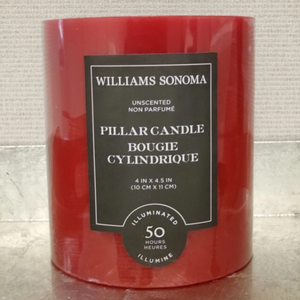 WILLIAMS SONOMA
UNSCENTED
NON PARFUMÉ
PILLAR CANDLE
BOUGIE
CYLINDRIQUE
4 IN X 4.5 IN
(10 CM X 11 CM)
ILLUMINATED
50
HOURS
HEURES
ILLUMINE